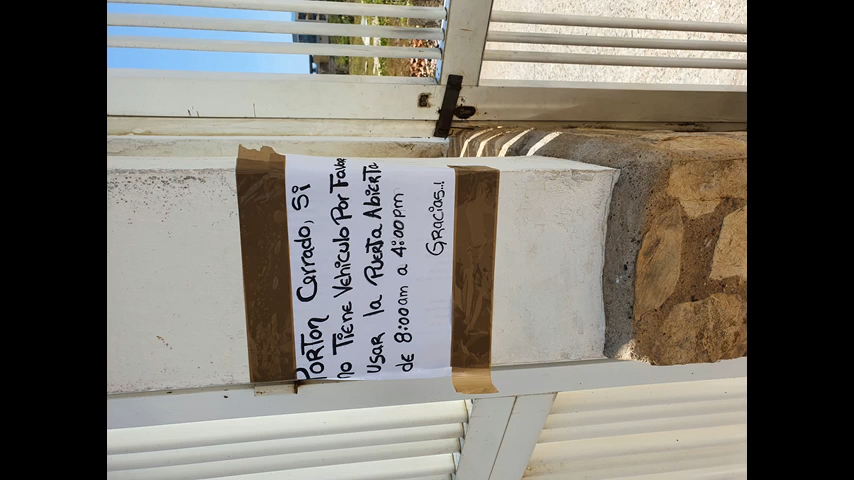 PORTON Cerrado, Si
no Tiene Vehiculo Por Favor
Usar la PUERTA Abierta
de 8:00am a 4:00pm
GRACIAS..!